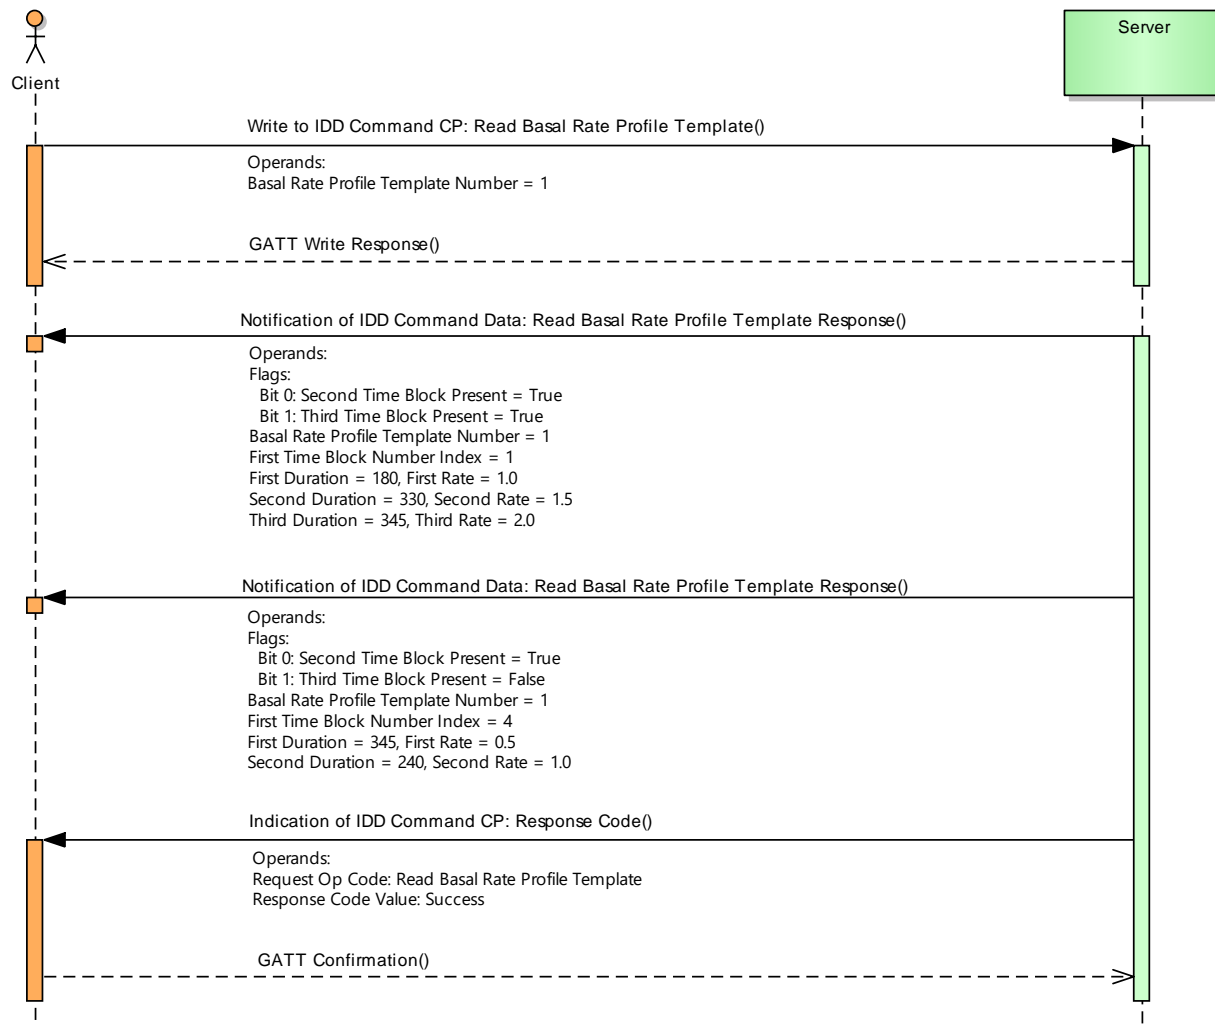 Server
Client
Write to IDD Command CP: Read Basal Rate Profile Template()
Operands:
Basal Rate Profile Template Number = 1
GATT Write Response()
Notification of IDD Command Data: Read Basal Rate Profile Template Response()
Operands:
Flags:
Bit 0: Second Time Block Present = True
Bit 1: Third Time Block Present = True
Basal Rate Profile Template Number = 1
First Time Block Number Index = 1
First Duration = 180, First Rate = 1.0
Second Duration = 330, Second Rate = 1.5
Third Duration = 345, Third Rate = 2.0
Notification of IDD Command Data: Read Basal Rate Profile Template Response()
Operands:
Flags:
Bit 0: Second Time Block Present = True
Bit 1: Third Time Block Present = False
Basal Rate Profile Template Number = 1
First Time Block Number Index = 4
First Duration = 345, First Rate = 0.5
Second Duration = 240, Second Rate = 1.0
Indication of IDD Command CP: Response Code()
Operands:
Request Op Code: Read Basal Rate Profile Template
Response Code Value: Success
GATT Confirmation()